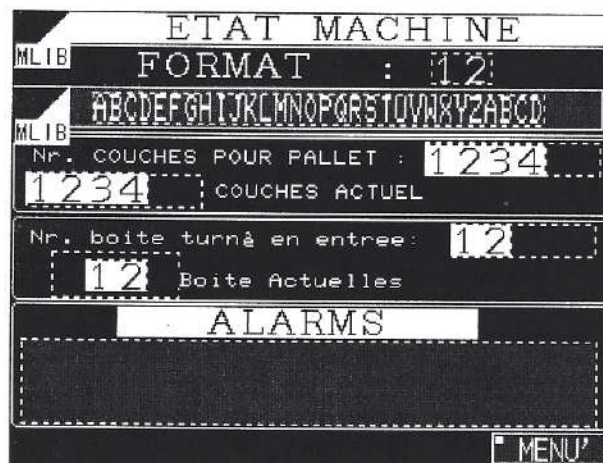 ETAT MACHINE
MLIB
FORMAT : 12
ABCDEFGHIJKLMNOPQRSTUVWXYZABCD
MLIB
Nr. COUCHES POUR PALLET : 1234
1234 COUCHES ACTUEL
Nr. boite turnê en entree: 12
12 Boite Actuelles
ALARMS
MENU'